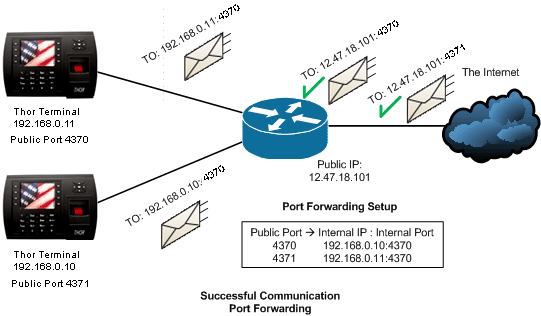 TO: 192.168.0.11:4370
THOR
Thor Terminal
192.168.0.11
Public Port 4370
TO: 12.47.18.101:4370
TO: 12.47.18.101:4371
The Internet
Public IP:
12.47.18.101
TO: 192.168.0.10:4370
THOR
Thor Terminal
192.168.0.10
Public Port 4371
Port Forwarding Setup
Public Port → Internal IP : Internal Port
4370 192.168.0.10:4370
4371 192.168.0.11:4370
Successful Communication
Port Forwarding